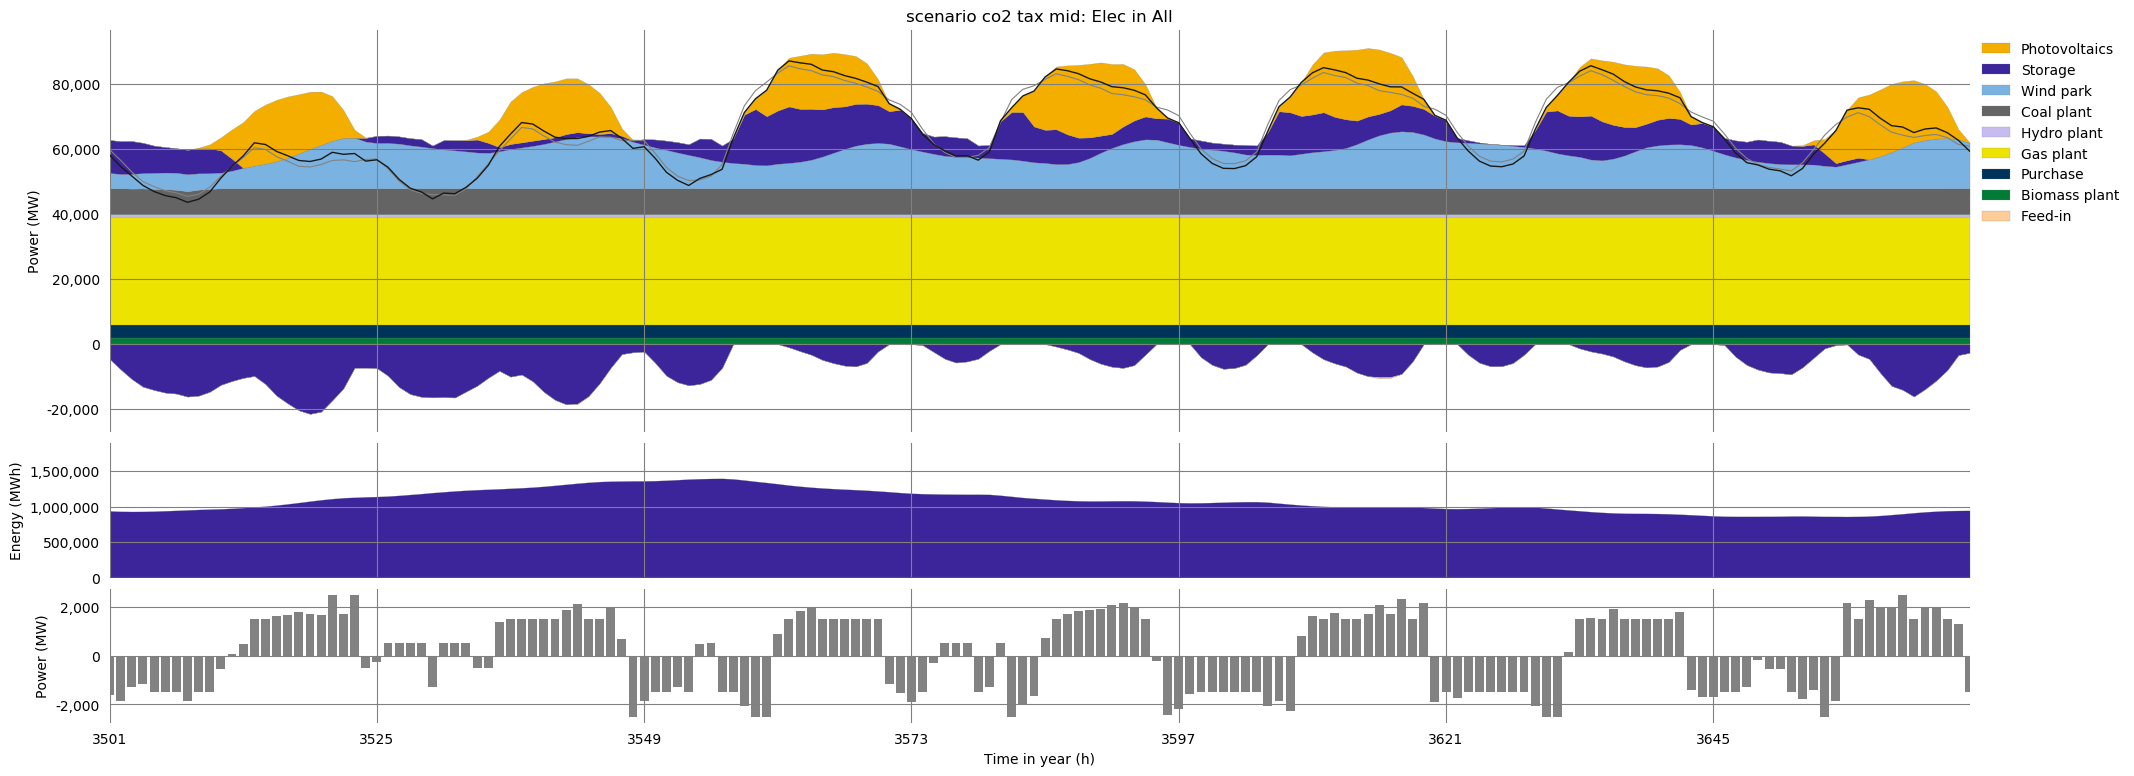 scenario co2 tax mid: Elec in All
Power (MW)
80,000
60,000
40,000
20,000
0
-20,000
Photovoltaics
Storage
Wind park
Coal plant
Hydro plant
Gas plant
Purchase
Biomass plant
Feed-in
Energy (MWh)
1,500,000
1,000,000
500,000
0
Power (MW)
2,000
0
-2,000
3501 3525 3549 3573 3597 3621 3645
Time in year (h)